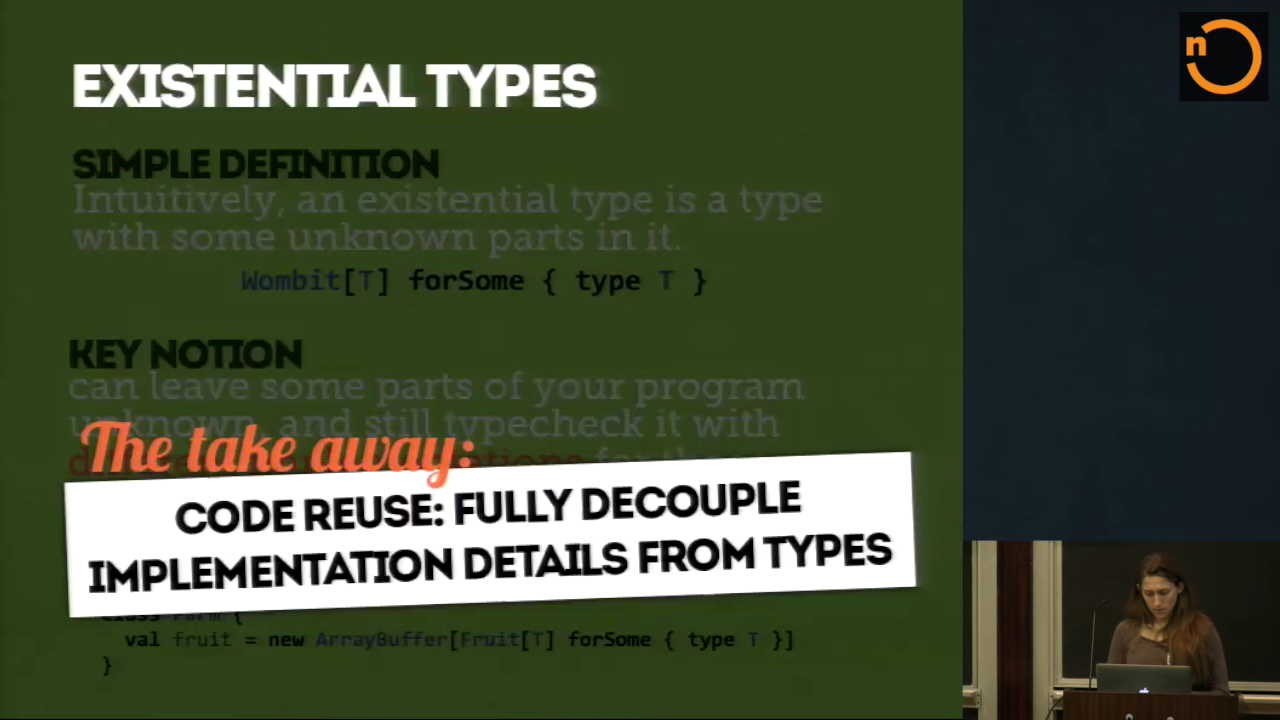 n
EXISTENTIAL TYPES
SIMPLE DEFINITION
Intuitively, an existential type is a type
with some unknown parts in it.
Wombit[T] forSome { type T }
KEY NOTION
can leave some parts of your program
unknown, and still typecheck it with
The take away:
CODE REUSE: FULLY DECOUPLE
IMPLEMENTATION DETAILS FROM TYPES
class Farm {
val fruit = new ArrayBuffer[Fruit[T] forSome { type T }]
}